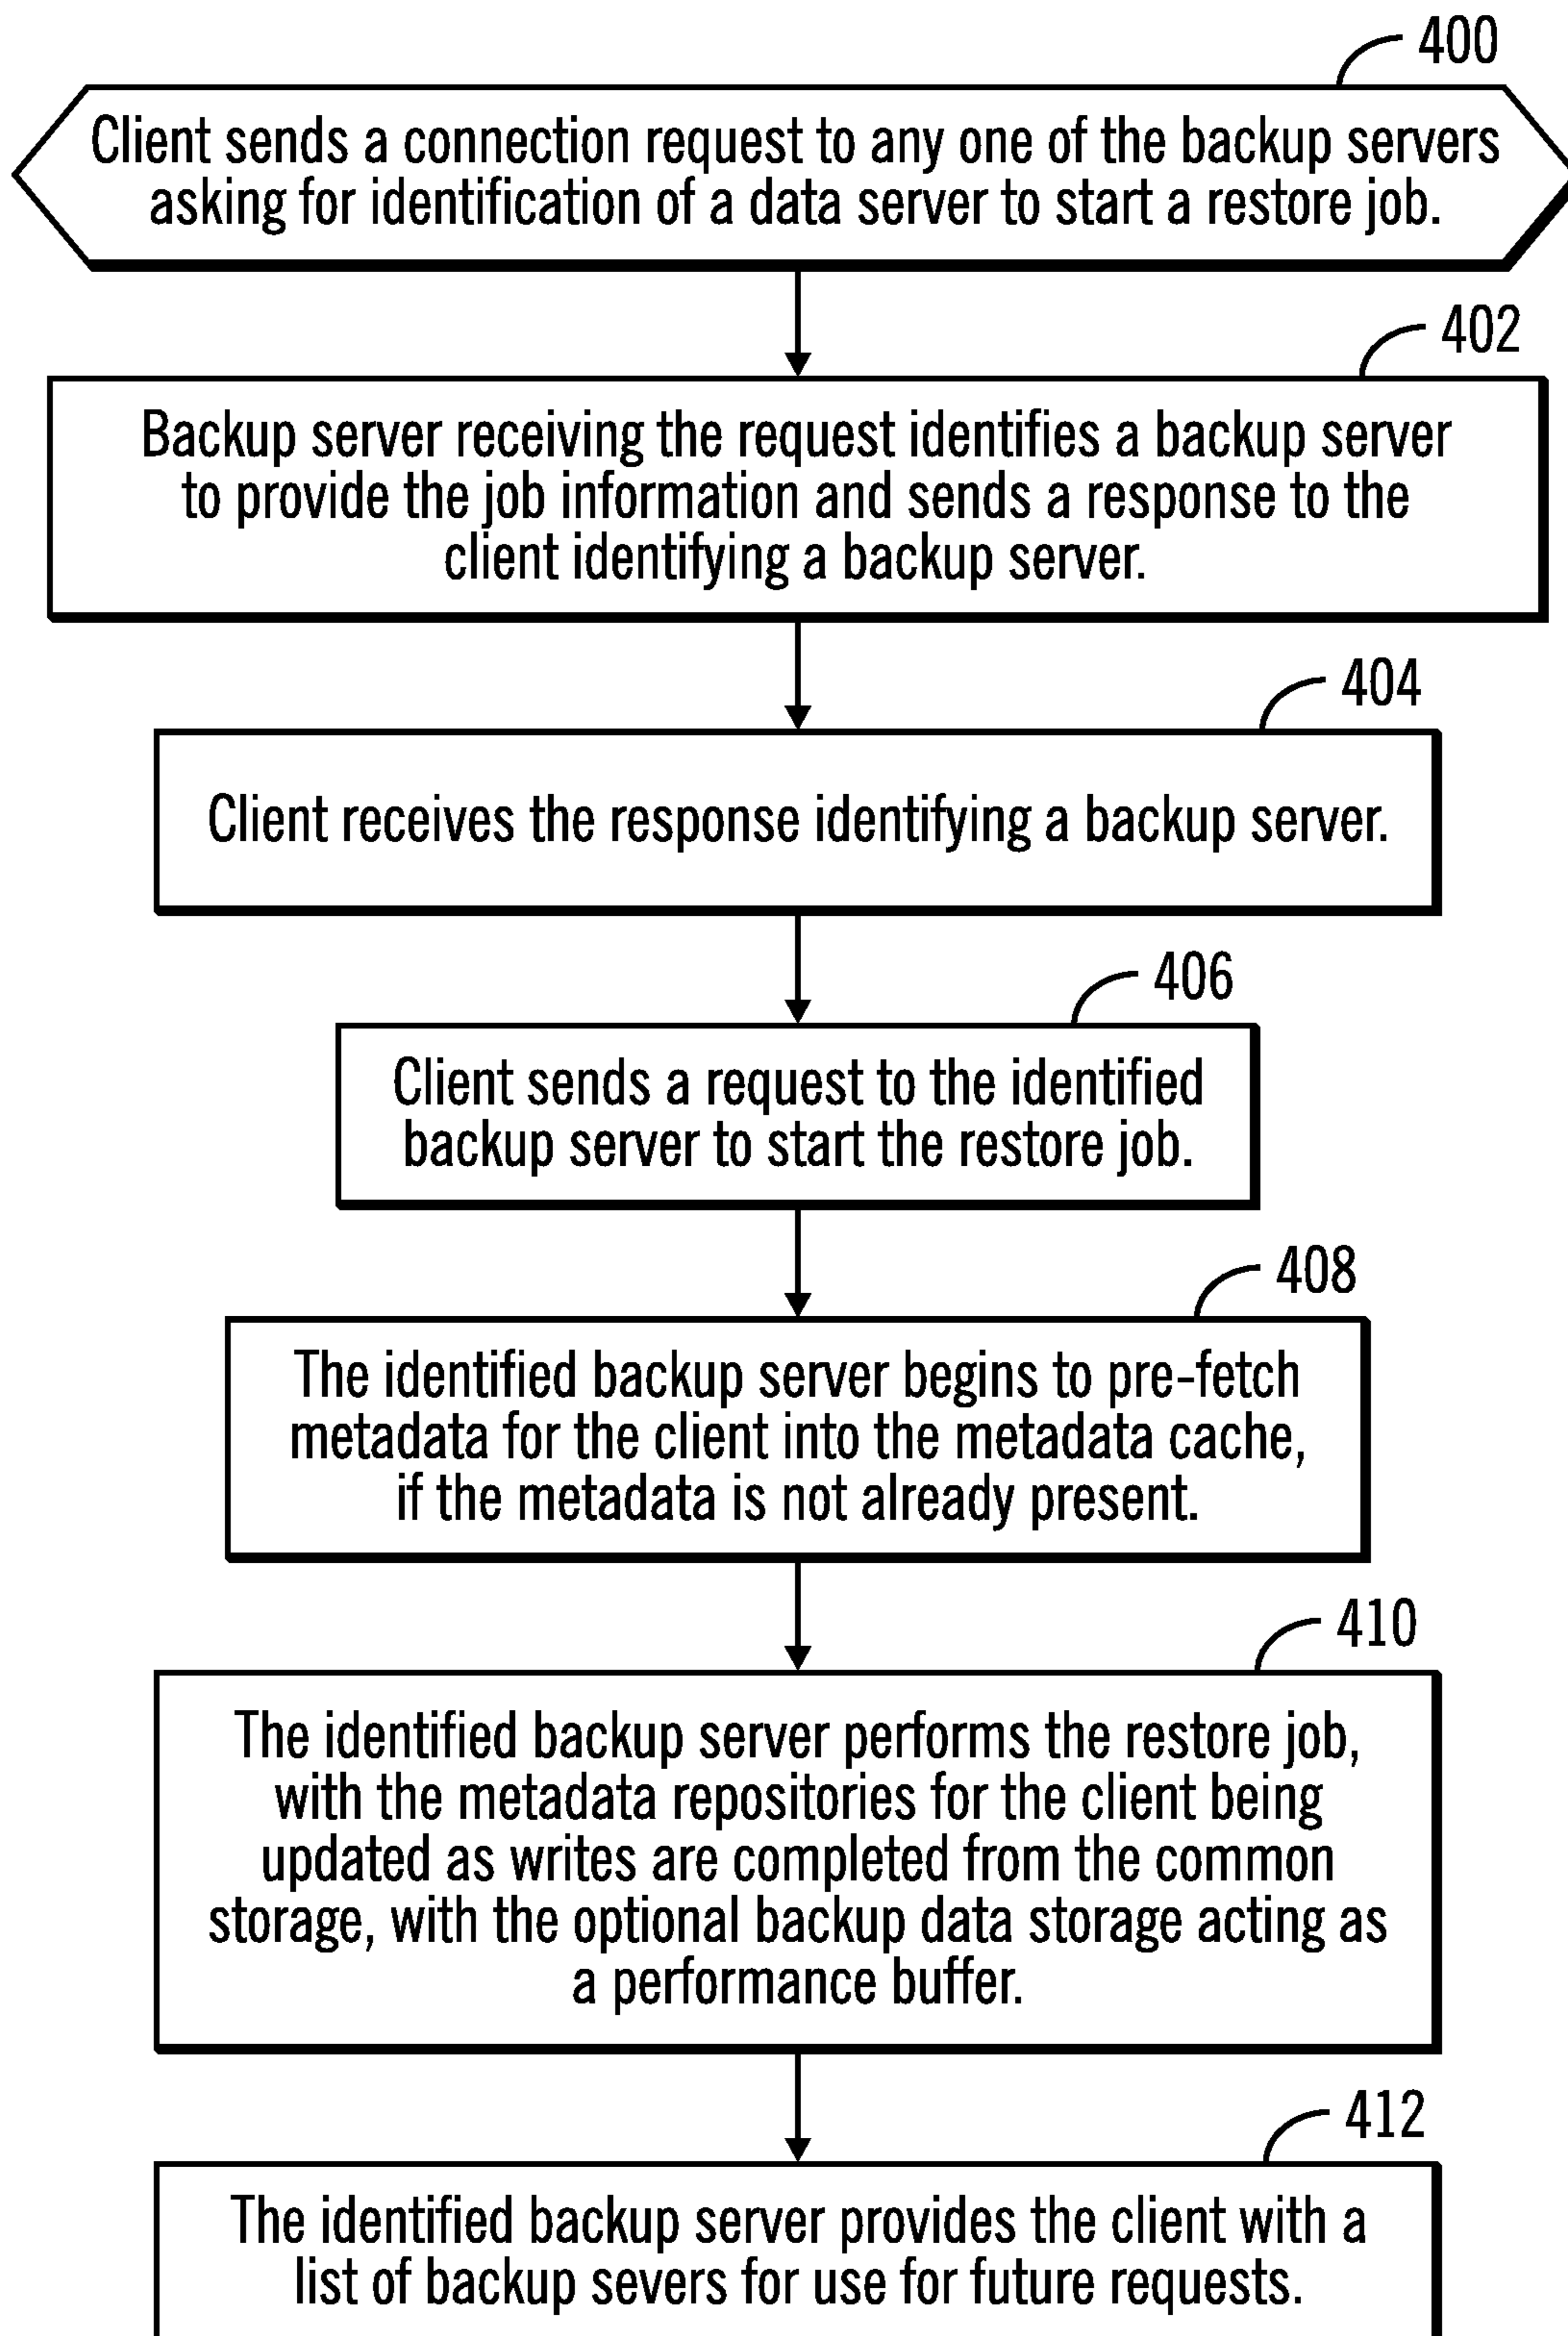 400
Client sends a connection request to any one of the backup servers
asking for identification of a data server to start a restore job.
402
Backup server receiving the request identifies a backup server
to provide the job information and sends a response to the
client identifying a backup server.
404
Client receives the response identifying a backup server.
406
Client sends a request to the identified
backup server to start the restore job.
408
The identified backup server begins to pre-fetch
metadata for the client into the metadata cache,
if the metadata is not already present.
410
The identified backup server performs the restore job,
with the metadata repositories for the client being
updated as writes are completed from the common
storage, with the optional backup data storage acting as
a performance buffer.
412
The identified backup server provides the client with a
list of backup severs for use for future requests.